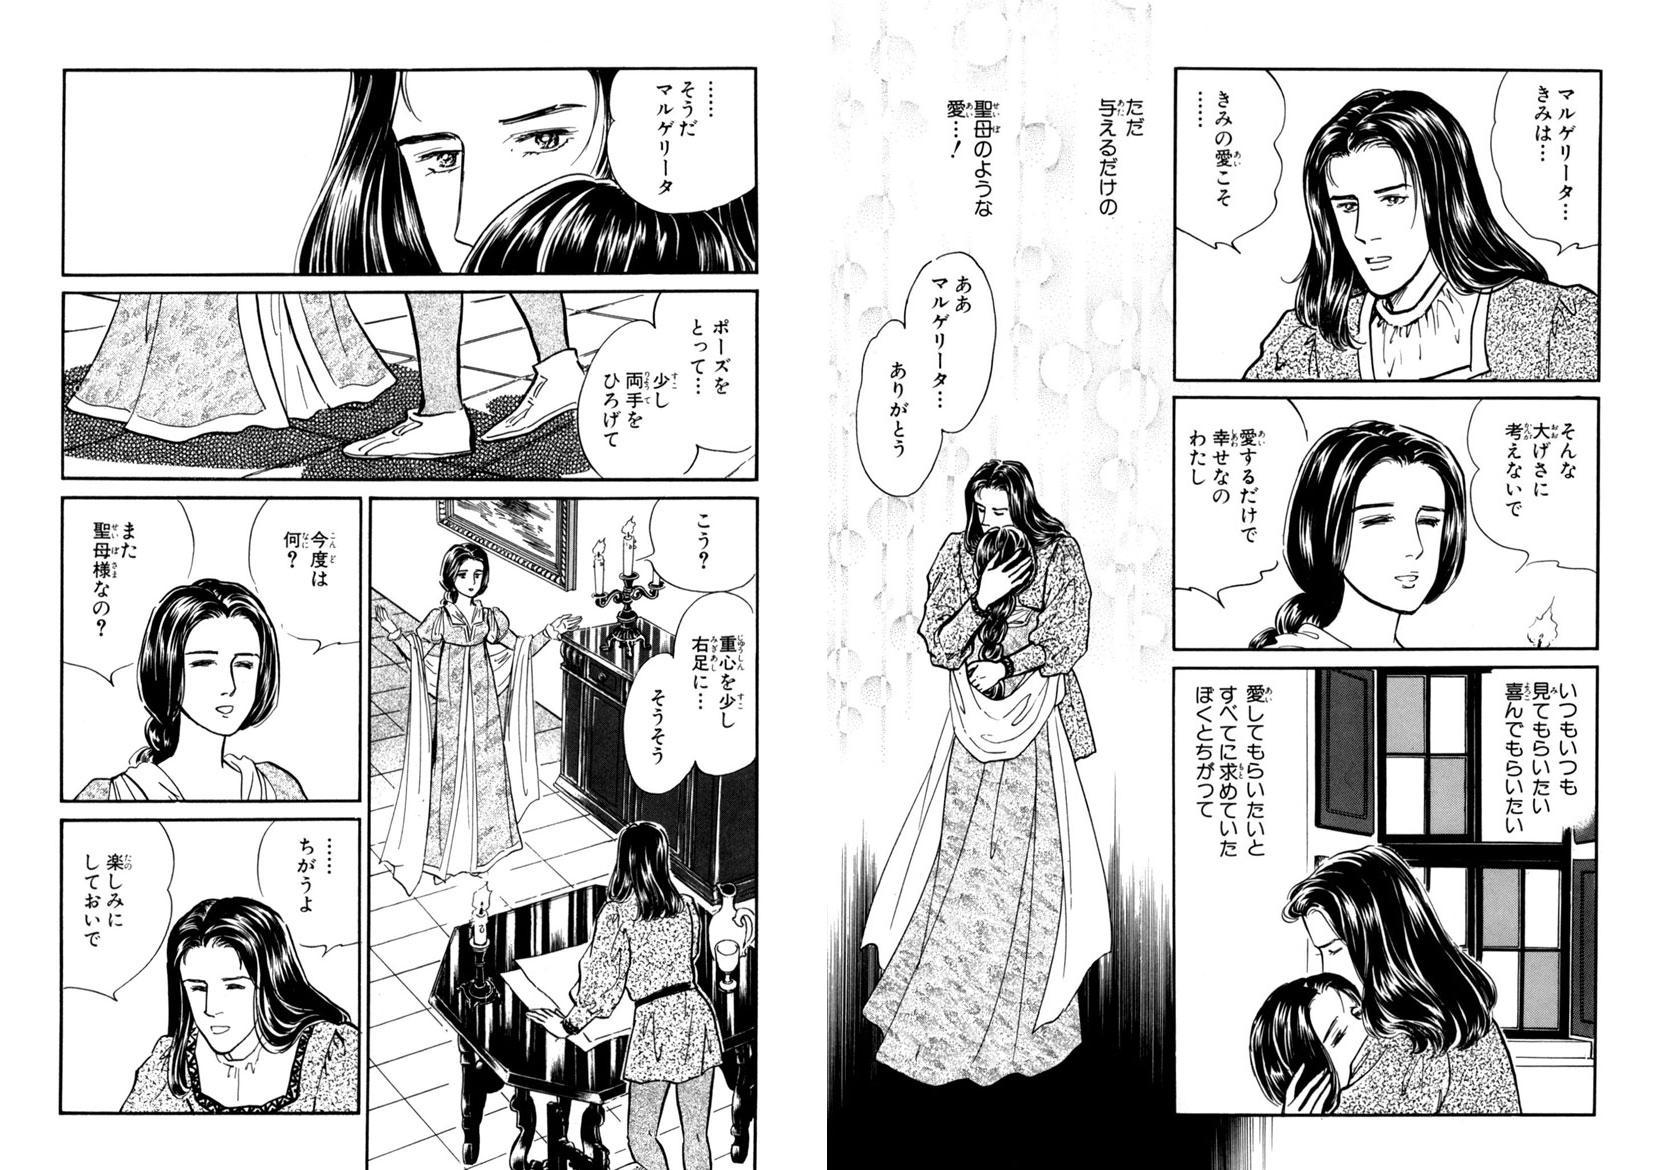 マルゲリータ…
きみは…
きみの愛こそ
……
そんな
大げさに
考えないで
愛するだけで
幸せなの
わたし
いつもいつも
見てもらいたい
喜んでもらいたい
愛してもらいたいと
すべてに求めていた
ぼくとちがって
ただ
与えるだけの
聖母のような
愛…！
ああ
マルゲリータ…
ありがとう
……
そうだ
マルゲリータ
ポーズを
とって…
少し
両手を
ひろげて
こう？
重心を少し
右足に…
そうそう
今度は
何？
また
聖母様なの？
……
ちがうよ
楽しみに
しておいで